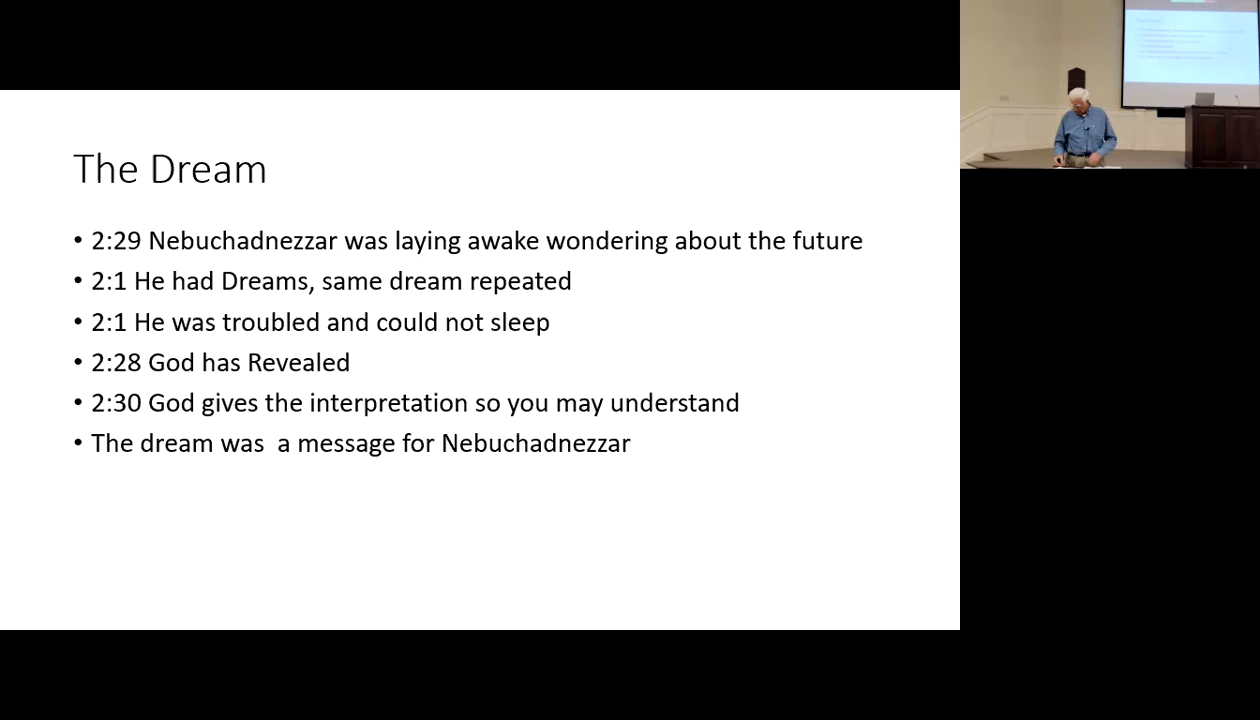 The Dream
• 2:29 Nebuchadnezzar was laying awake wondering about the future
• 2:1 He had Dreams, same dream repeated
• 2:1 He was troubled and could not sleep
• 2:28 God has Revealed
• 2:30 God gives the interpretation so you may understand
• The dream was  a message for Nebuchadnezzar